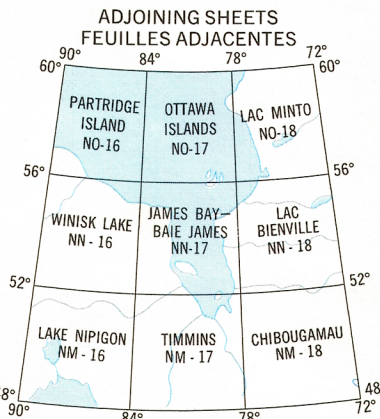 ADJOINING SHEETS
FEUILLES ADJACENTES
90° 84° 78° 72°
60° 60°
PARTRIDGE
ISLAND
NO-16
OTTAWA
ISLANDS
NO-17
LAC MINTO
NO-18
56° 56°
WINISK LAKE
NN - 16
JAMES BAY—
BAIE JAMES
NN-17
LAC
BIENVILLE
NN - 18
52° 52°
LAKE NIPIGON
NM - 16
TIMMINS
NM - 17
CHIBOUGAMAU
NM - 18
48° 48
90° 84° 78° 72°